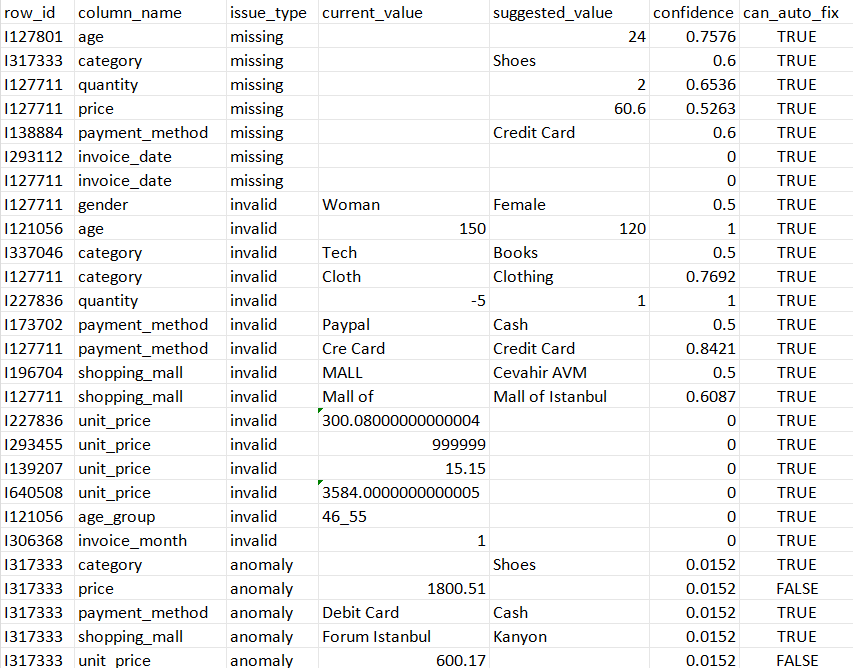 row_id column_name issue_type current_value suggested_value confidence can_auto_fix
I127801 age missing 24 0.7576 TRUE
I317333 category missing Shoes 0.6 TRUE
I127711 quantity missing 2 0.6536 TRUE
I127711 price missing 60.6 0.5263 TRUE
I138884 payment_method missing Credit Card 0.6 TRUE
I293112 invoice_date missing 0 TRUE
I127711 invoice_date missing 0 TRUE
I127711 gender invalid Woman Female 0.5 TRUE
I121056 age invalid 150 120 1 TRUE
I337046 category invalid Tech Books 0.5 TRUE
I127711 category invalid Cloth Clothing 0.7692 TRUE
I227836 quantity invalid -5 1 1 TRUE
I173702 payment_method invalid Paypal Cash 0.5 TRUE
I127711 payment_method invalid Cre Card Credit Card 0.8421 TRUE
I196704 shopping_mall invalid MALL Cevahir AVM 0.5 TRUE
I127711 shopping_mall invalid Mall of Mall of Istanbul 0.6087 TRUE
I227836 unit_price invalid 300.08000000000004 0 TRUE
I293455 unit_price invalid 999999 0 TRUE
I139207 unit_price invalid 15.15 0 TRUE
I640508 unit_price invalid 3584.0000000000005 0 TRUE
I121056 age_group invalid 46_55 0 TRUE
I306368 invoice_month invalid 1 0 TRUE
I317333 category anomaly Shoes 0.0152 TRUE
I317333 price anomaly 1800.51 0.0152 FALSE
I317333 payment_method anomaly Debit Card Cash 0.0152 TRUE
I317333 shopping_mall anomaly Forum Istanbul Kanyon 0.0152 TRUE
I317333 unit_price anomaly 600.17 0.0152 FALSE